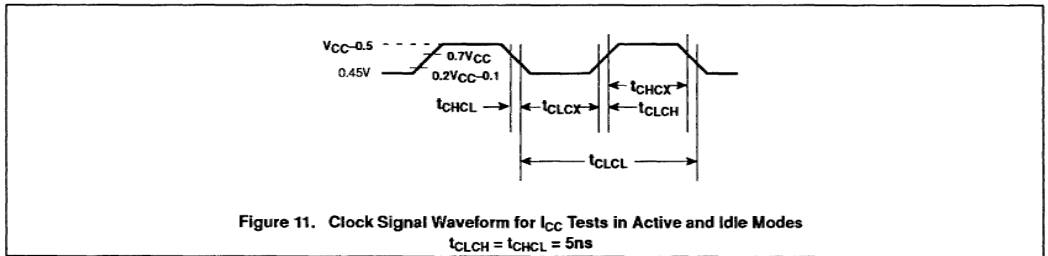 VCC–0.5
0.7VCC
0.45V
0.2VCC–0.1
tCHCX
tCHCL
tCLCX
tCLCH
tCLCL
Figure 11. Clock Signal Waveform for ICC Tests in Active and Idle Modes
tCLCH = tCHCL = 5ns